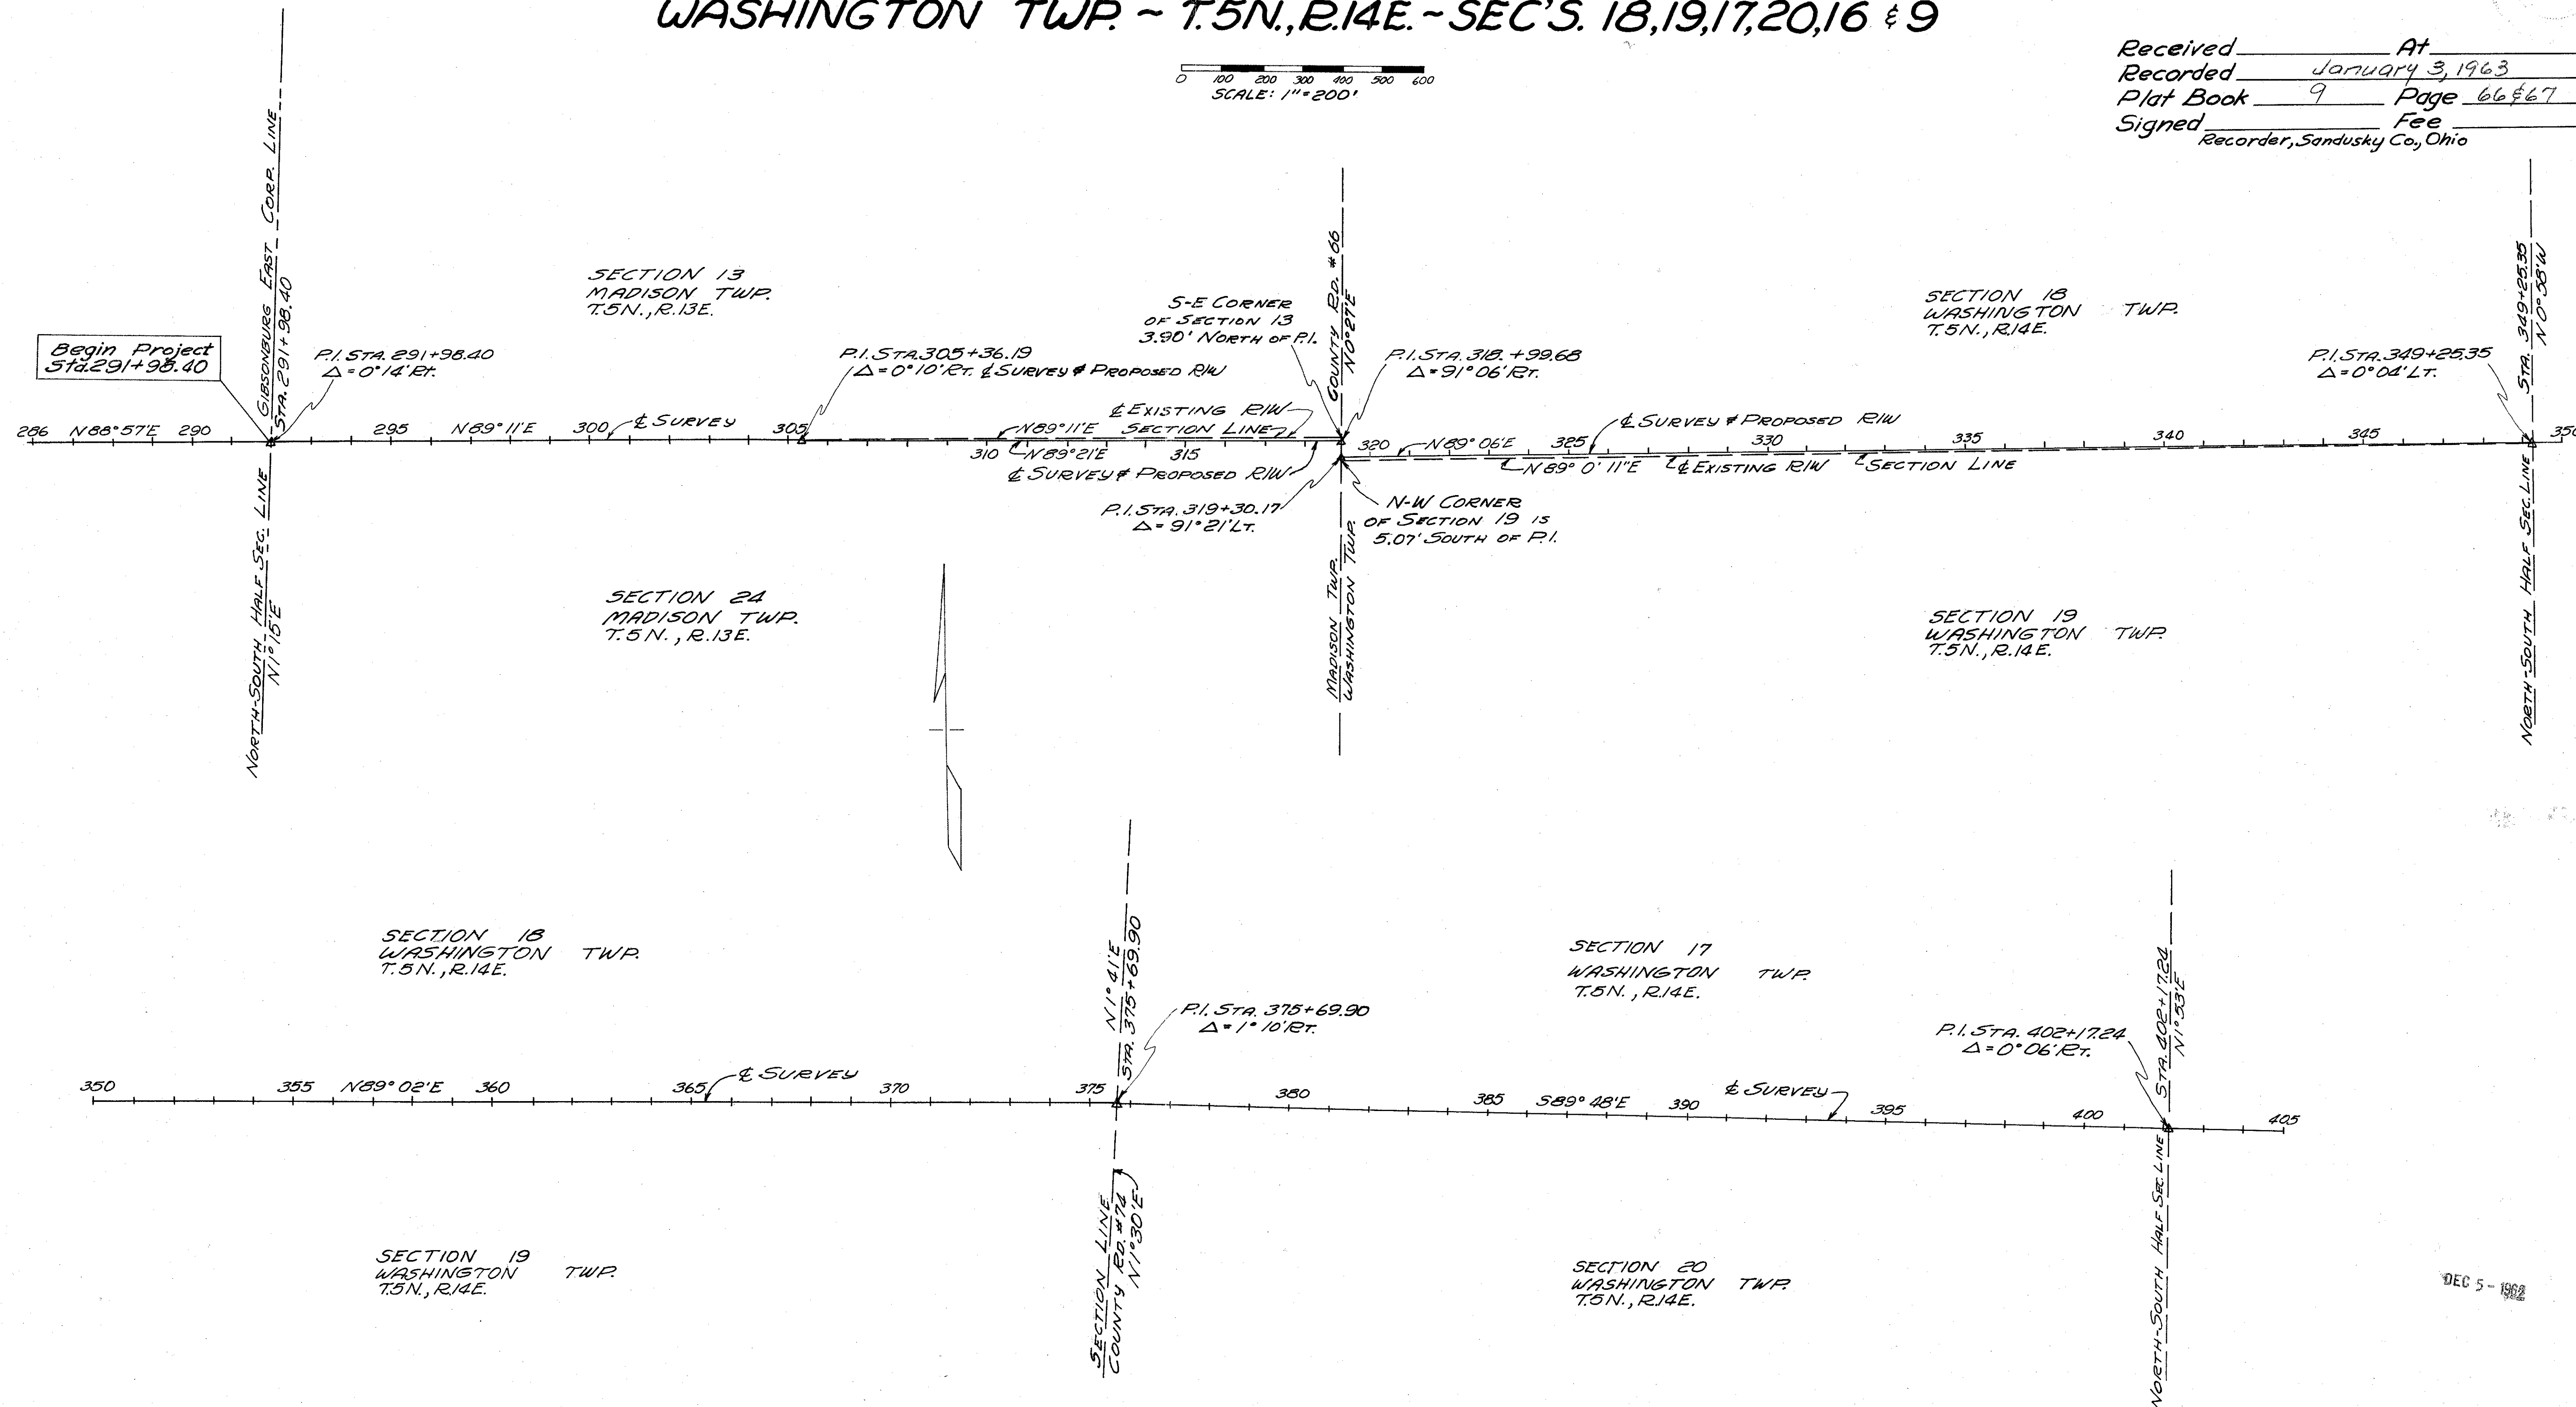 WASHINGTON TWP. ~ T.5N., R.14E. ~ SEC'S. 18,19,17,20,16 & 9
0 100 200 300 400 500 600
SCALE: 1"=200'
Received At
Recorded January 3, 1963
Plat Book 9 Page 66&67
Signed Fee
Recorder, Sandusky Co., Ohio
GIBSONBURG EAST CORP. LINE
STA. 291+98.40
Begin Project
Sta. 291+98.40
P.I. STA. 291+98.40
Δ=0°14' RT.
SECTION 13
MADISON TWP.
T.5N., R.13E.
P.I. STA. 305+36.19
Δ=0°10' RT. ℄ SURVEY & PROPOSED R/W
S-E CORNER
OF SECTION 13
3.90' NORTH OF P.I.
COUNTY RD. #66
N0°27'E
P.I. STA. 318.+99.68
Δ=91°06' RT.
SECTION 18
WASHINGTON TWP.
T.5N., R.14E.
P.I. STA. 349+25.35
Δ=0°04' LT.
STA. 349+25.35
N0°58'W
286 N88°57'E 290 295 N89°11'E 300 ℄ SURVEY 305
℄ EXISTING R/W
N89°11'E SECTION LINE
310 N89°21'E 315
℄ SURVEY & PROPOSED R/W
320 N89°06'E 325 330 335 340 345 350
℄ SURVEY & PROPOSED R/W
N89°0'11"E ℄ EXISTING R/W SECTION LINE
P.I. STA. 319+30.17
Δ=91°21' LT.
N-W CORNER
OF SECTION 19 IS
5.07' SOUTH OF P.I.
NORTH-SOUTH HALF SEC. LINE
N1°15'E
SECTION 24
MADISON TWP.
T.5N., R.13E.
MADISON TWP.
WASHINGTON TWP.
SECTION 19
WASHINGTON TWP.
T.5N., R.14E.
NORTH-SOUTH HALF SEC. LINE
SECTION 18
WASHINGTON TWP.
T.5N., R.14E.
N1°41'E
STA. 375+69.90
P.I. STA. 375+69.90
Δ=1°10' RT.
SECTION 17
WASHINGTON TWP.
T.5N., R.14E.
P.I. STA. 402+17.24
Δ=0°06' RT.
STA. 402+17.24
N1°53'E
350 355 N89°02'E 360 365 ℄ SURVEY 370 375 380 385 S89°48'E 390 ℄ SURVEY 395 400 405
SECTION LINE
COUNTY RD. #74
N1°30'E
SECTION 19
WASHINGTON TWP.
T.5N., R.14E.
SECTION 20
WASHINGTON TWP.
T.5N., R.14E.
NORTH-SOUTH HALF SEC. LINE
DEC 5 - 1962